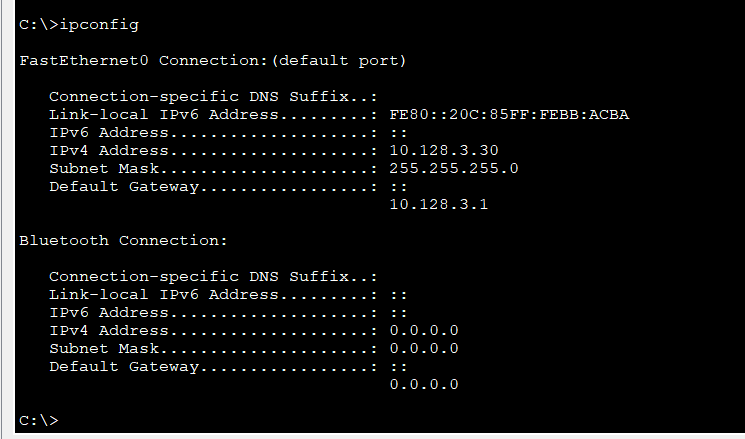 C:\>ipconfig
FastEthernet0 Connection:(default port)
Connection-specific DNS Suffix..:
Link-local IPv6 Address.........: FE80::20C:85FF:FEBB:ACBA
IPv6 Address....................: ::
IPv4 Address....................: 10.128.3.30
Subnet Mask.....................: 255.255.255.0
Default Gateway.................: ::
10.128.3.1
Bluetooth Connection:
Connection-specific DNS Suffix..:
Link-local IPv6 Address.........: ::
IPv6 Address....................: ::
IPv4 Address....................: 0.0.0.0
Subnet Mask.....................: 0.0.0.0
Default Gateway.................: ::
0.0.0.0
C:\>